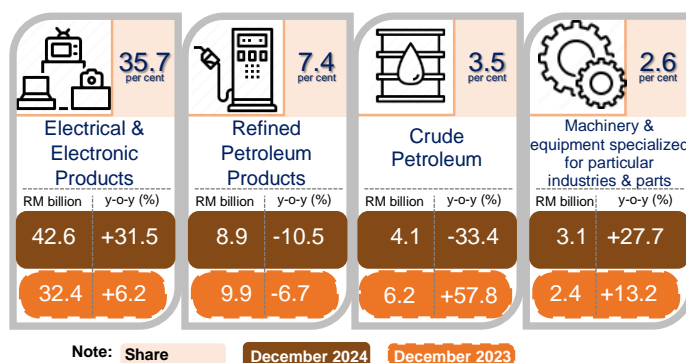 35.7
per cent
Electrical &
Electronic
Products
RM billion y-o-y (%)
42.6 +31.5
32.4 +6.2
7.4
per cent
Refined
Petroleum
Products
RM billion y-o-y (%)
8.9 -10.5
9.9 -6.7
3.5
per cent
Crude
Petroleum
RM billion y-o-y (%)
4.1 -33.4
6.2 +57.8
2.6
per cent
Machinery &
equipment specialized
for particular
industries & parts
RM billion y-o-y (%)
3.1 +27.7
2.4 +13.2
Note: Share December 2024 December 2023